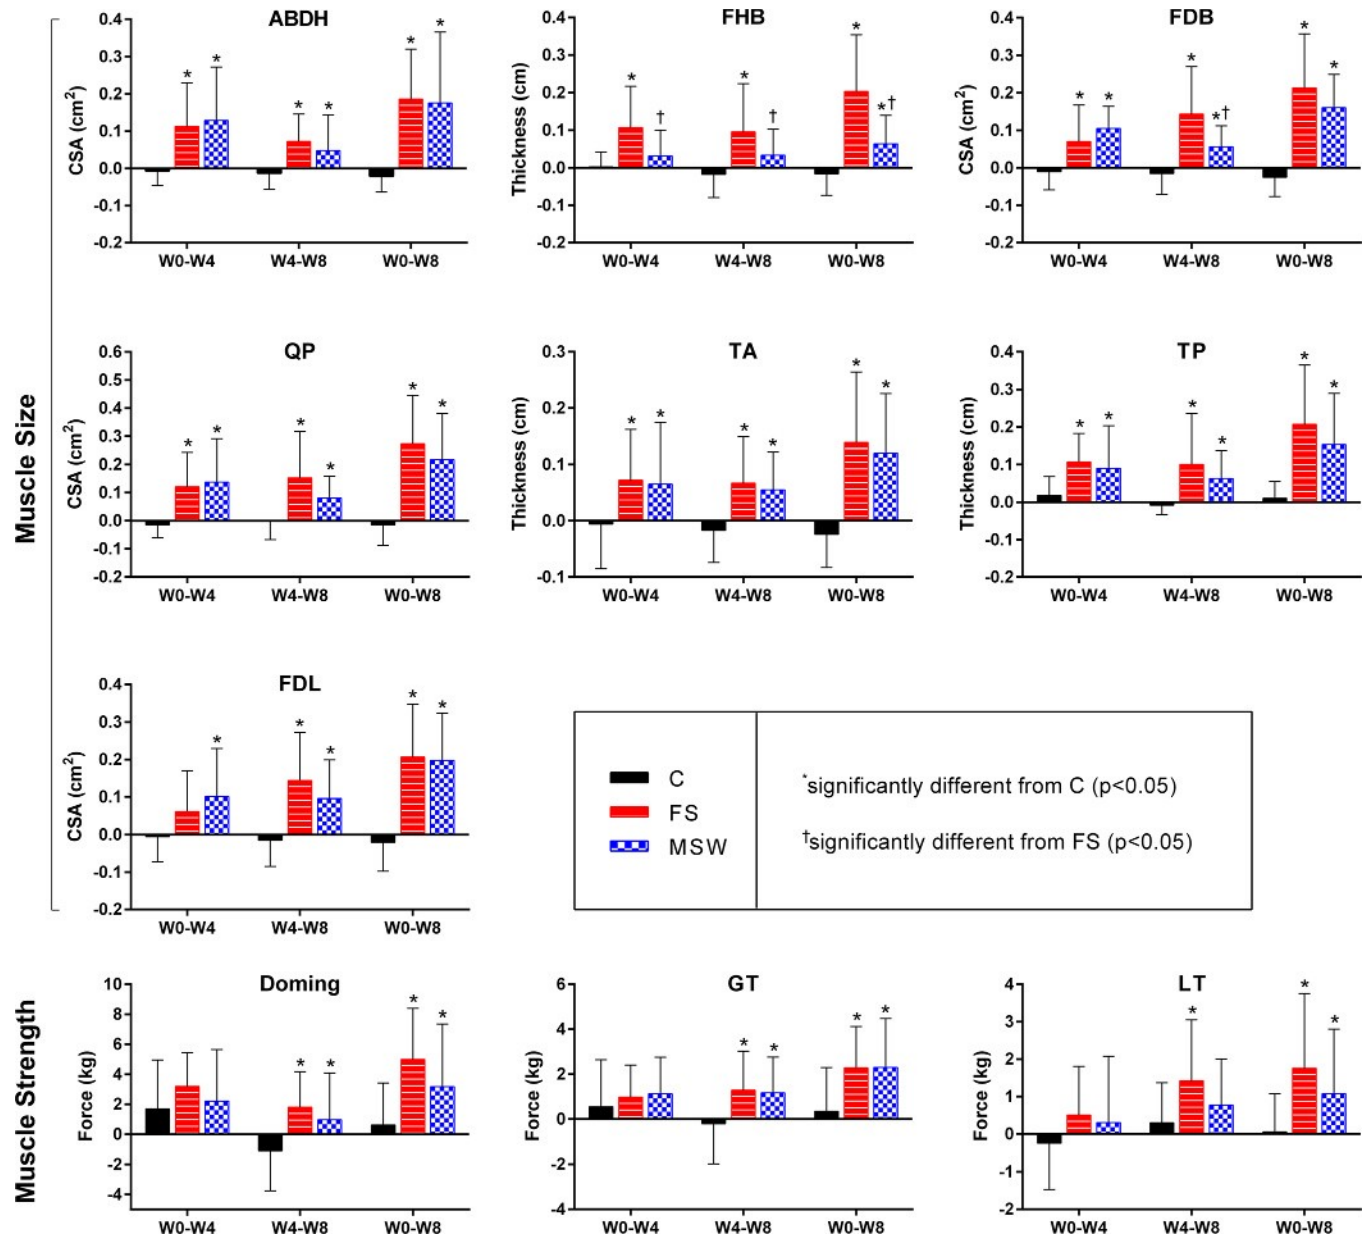 Muscle Size
ABDH
CSA (cm²)
0.4
0.3
0.2
0.1
0.0
-0.1
-0.2
* * * * * *
W0-W4 W4-W8 W0-W8
FHB
Thickness (cm)
0.4
0.3
0.2
0.1
0.0
-0.1
-0.2
* † * † * *†
W0-W4 W4-W8 W0-W8
FDB
CSA (cm²)
0.4
0.3
0.2
0.1
0.0
-0.1
-0.2
* * * *† * *
W0-W4 W4-W8 W0-W8
QP
CSA (cm²)
0.6
0.5
0.4
0.3
0.2
0.1
0.0
-0.1
-0.2
* * * * * *
W0-W4 W4-W8 W0-W8
TA
Thickness (cm)
0.3
0.2
0.1
0.0
-0.1
* * * * * *
W0-W4 W4-W8 W0-W8
TP
Thickness (cm)
0.4
0.3
0.2
0.1
0.0
-0.1
-0.2
* * * * * *
W0-W4 W4-W8 W0-W8
FDL
CSA (cm²)
0.4
0.3
0.2
0.1
0.0
-0.1
-0.2
* * * * *
W0-W4 W4-W8 W0-W8
C
FS
MSW
*significantly different from C (p<0.05)
†significantly different from FS (p<0.05)
Muscle Strength
Doming
Force (kg)
10
8
6
4
2
0
-2
-4
* * * *
W0-W4 W4-W8 W0-W8
GT
Force (kg)
6
4
2
0
-2
-4
* * * *
W0-W4 W4-W8 W0-W8
LT
Force (kg)
4
3
2
1
0
-1
-2
* * *
W0-W4 W4-W8 W0-W8